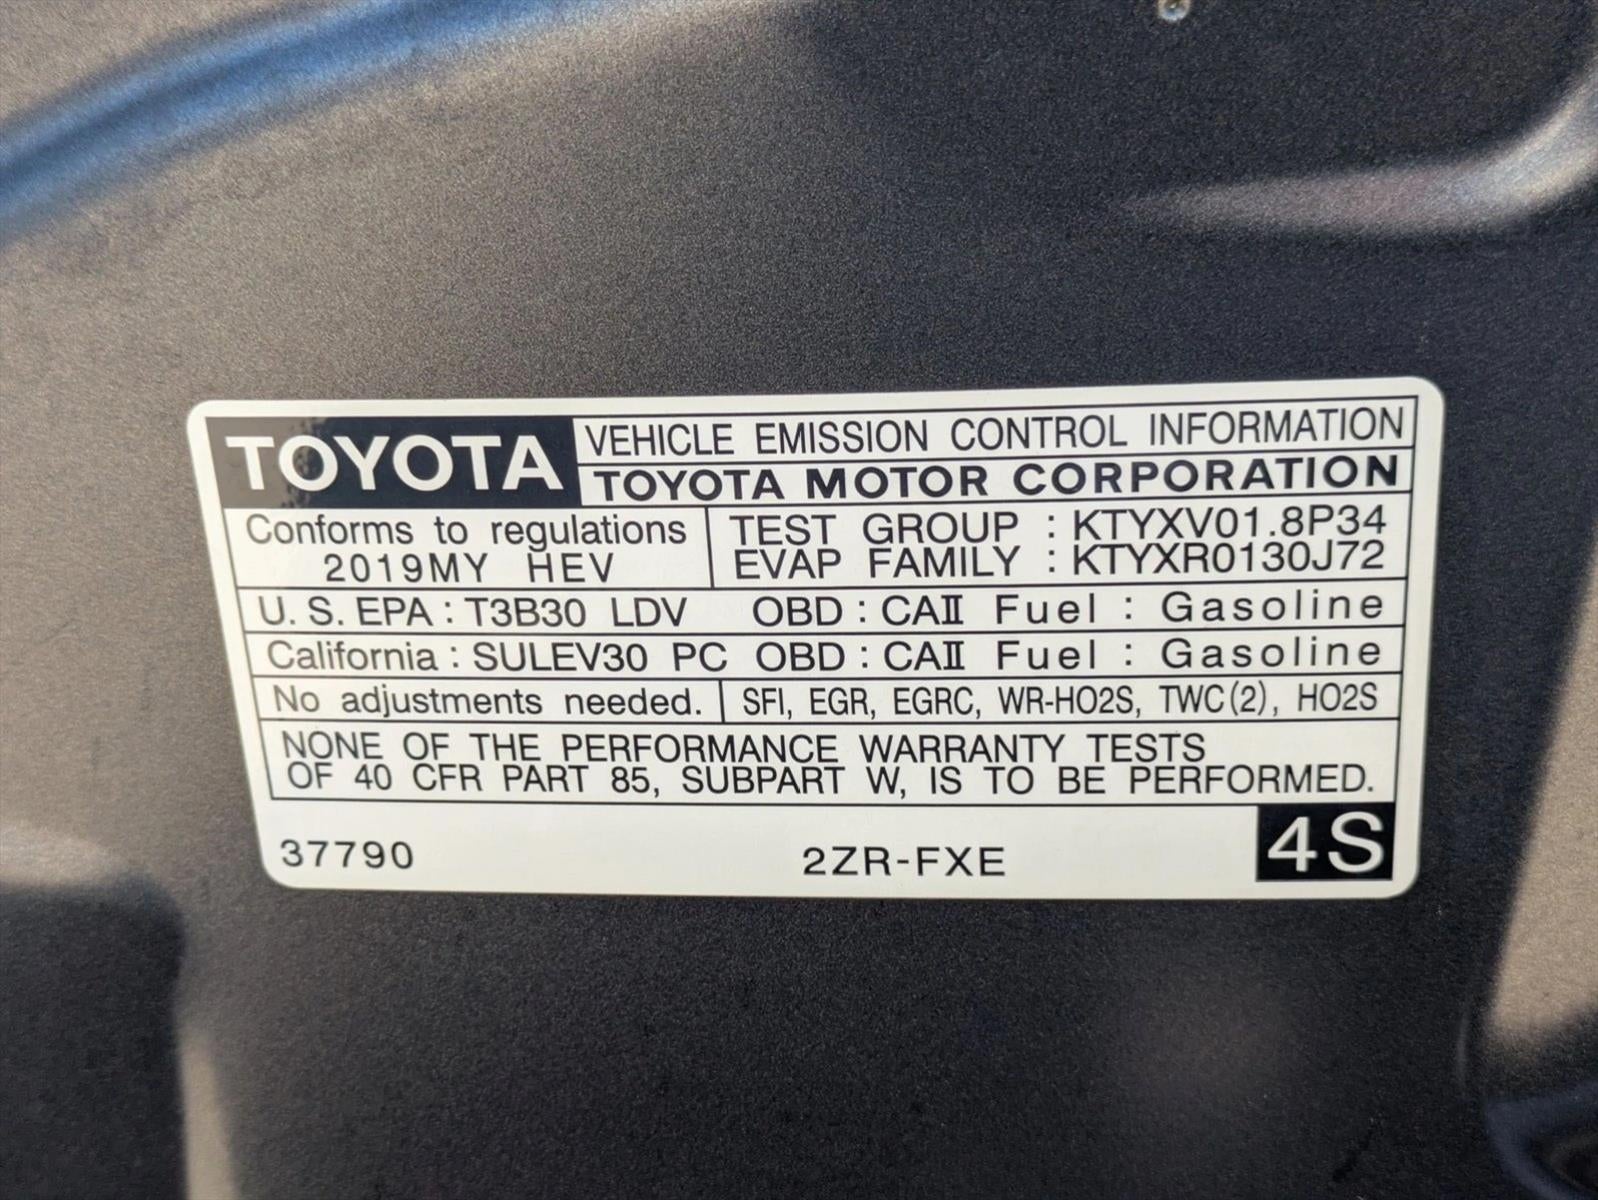 TOYOTA VEHICLE EMISSION CONTROL INFORMATION
TOYOTA MOTOR CORPORATION
Conforms to regulations
2019MY HEV
TEST GROUP : KTYXV01.8P34
EVAP FAMILY : KTYXR0130J72
U. S. EPA : T3B30 LDV OBD : CAII Fuel : Gasoline
California : SULEV30 PC OBD : CAII Fuel : Gasoline
No adjustments needed. SFI, EGR, EGRC, WR-HO2S, TWC(2), HO2S
NONE OF THE PERFORMANCE WARRANTY TESTS
OF 40 CFR PART 85, SUBPART W, IS TO BE PERFORMED.
37790 2ZR-FXE 4S